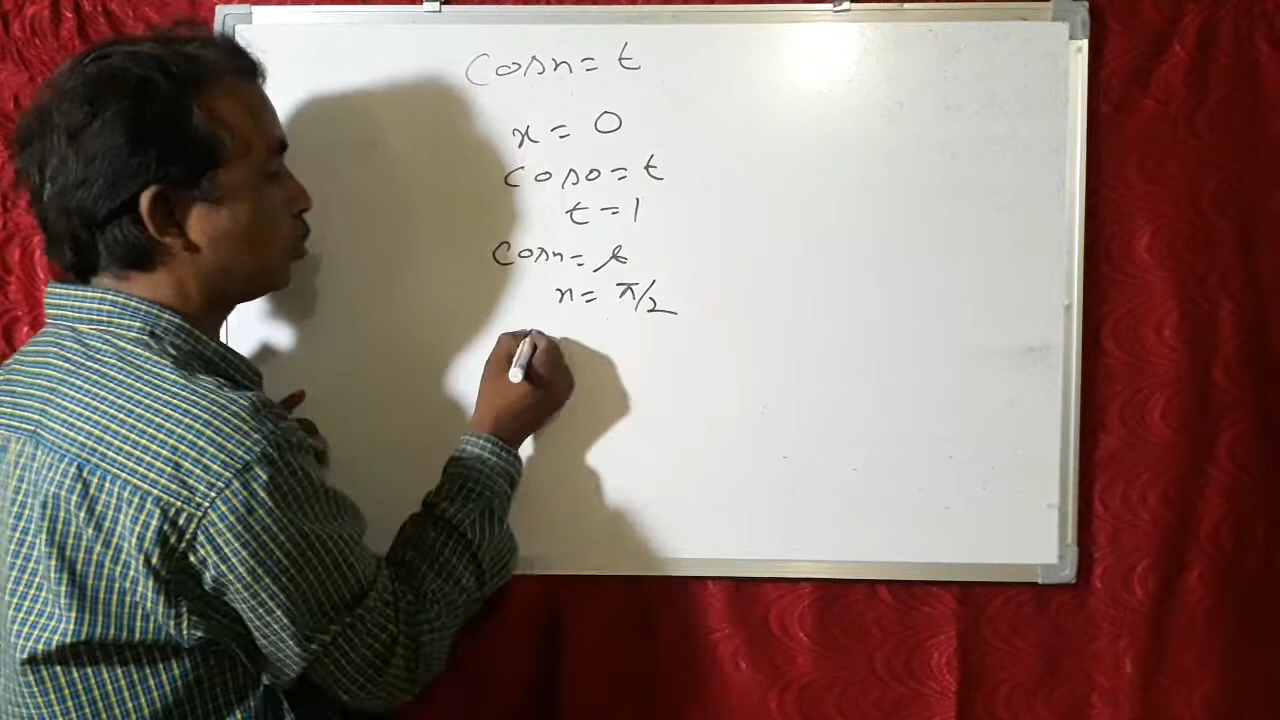 cosx = t
x = 0
cos0 = t
t = 1
cosx = t
x = π/2